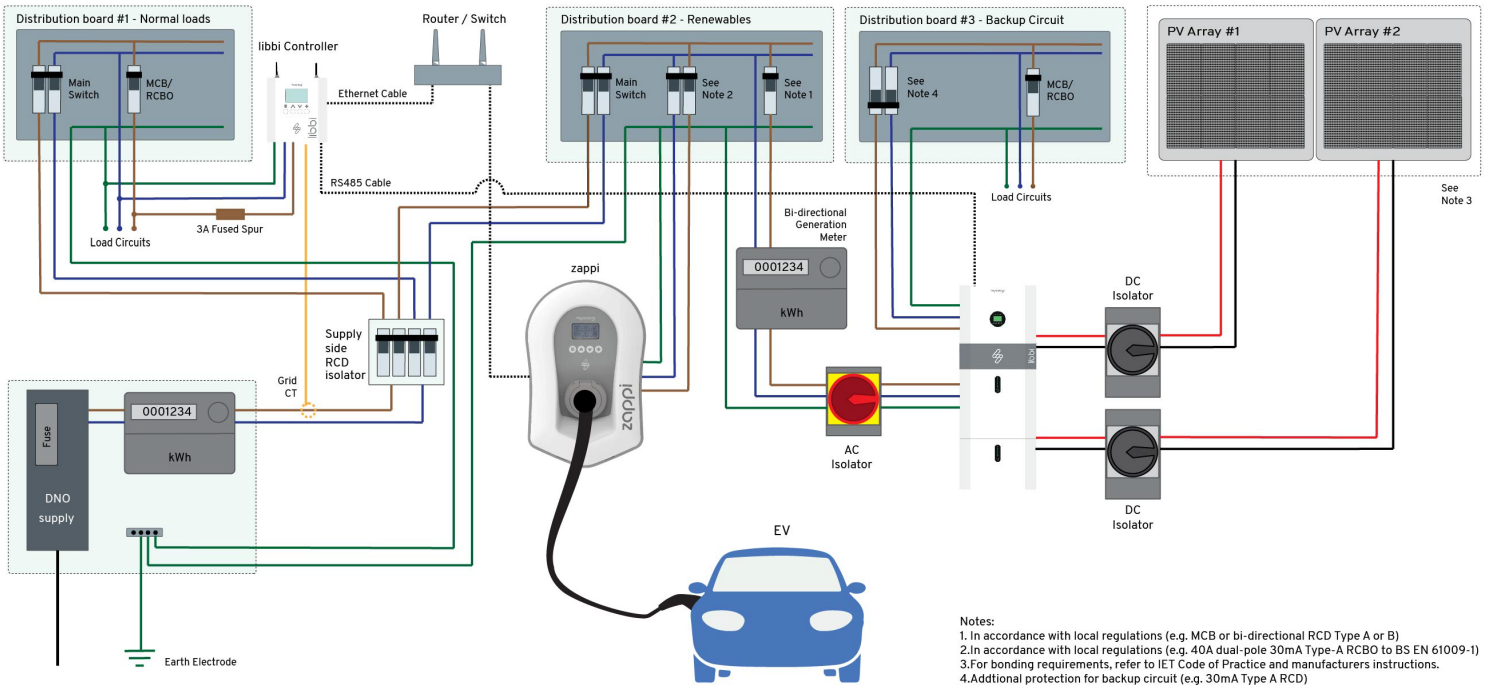 Distribution board #1 - Normal loads
Main
Switch
MCB/
RCBO
Load Circuits
3A Fused Spur
libbi Controller
libbi
Router / Switch
Ethernet Cable
RS485 Cable
Distribution board #2 - Renewables
Main
Switch
See
Note 2
See
Note 1
Distribution board #3 - Backup Circuit
See
Note 4
MCB/
RCBO
Load Circuits
PV Array #1
PV Array #2
See
Note 3
Bi-directional
Generation
Meter
0001234
kWh
zappi
zappi
Supply
side
RCD
isolator
Grid
CT
Fuse
0001234
kWh
DNO
supply
Earth Electrode
AC
Isolator
libbi
DC
Isolator
DC
Isolator
EV
Notes:
1. In accordance with local regulations (e.g. MCB or bi-directional RCD Type A or B)
2.In accordance with local regulations (e.g. 40A dual-pole 30mA Type-A RCBO to BS EN 61009-1)
3.For bonding requirements, refer to IET Code of Practice and manufacturers instructions.
4.Addtional protection for backup circuit (e.g. 30mA Type A RCD)